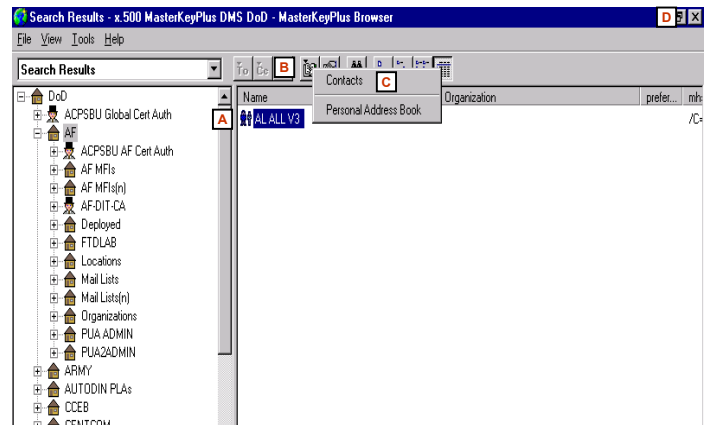 Search Results - x.500 MasterKeyPlus DMS DoD - MasterKeyPlus Browser
D
File View Tools Help
Search Results
To Cc
B
Contacts
C
Personal Address Book
Name
Organization
prefer...
A
AL ALL V3
/C=
DoD
ACPSBU Global Cert Auth
AF
ACPSBU AF Cert Auth
AF MFIs
AF MFIs(n)
AF-DIT-CA
Deployed
FTDLAB
Locations
Mail Lists
Mail Lists(n)
Organizations
PUA ADMIN
PUA2ADMIN
ARMY
AUTODIN PLAs
CCEB
CENTCOM